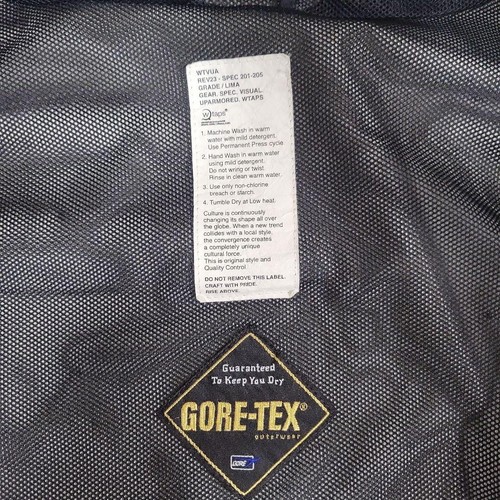 WTVUA
REV23 - SPEC 201-206
GRADE / LIMA
GEAR. SPEC. VISUAL.
UPARMORED. WTAPS
wtaps®
1. Machine Wash in warm
water with mild detergent.
Use Permanent Press cycle
2. Hand Wash in warm water
using mild detergent.
Do not wring or twist.
Rinse in clean warm water.
3. Use only non-chlorine
breach or starch.
4. Tumble Dry at Low heat.
Culture is continuously
changing its shape all over
the globe. When a new trend
collides with a local style,
the convergence creates
a completely unique
cultural force.
This is original style and
Quality Control.
DO NOT REMOVE THIS LABEL.
CRAFT WITH PRIDE.
RISE ABOVE.
Guaranteed
To Keep You Dry
GORE-TEX®
outerwear
GORE